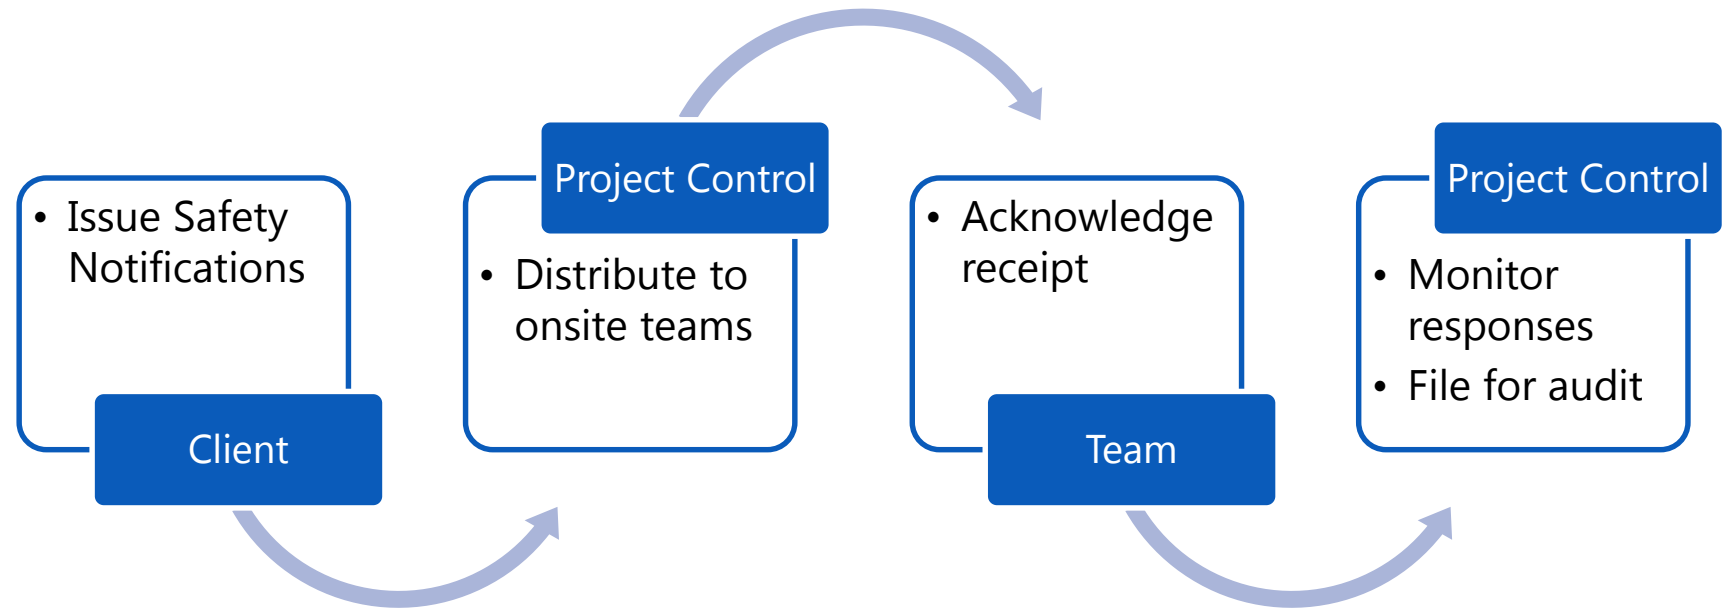 • Issue Safety
Notifications
Client
Project Control
• Distribute to
onsite teams
• Acknowledge
receipt
Team
Project Control
• Monitor
responses
• File for audit